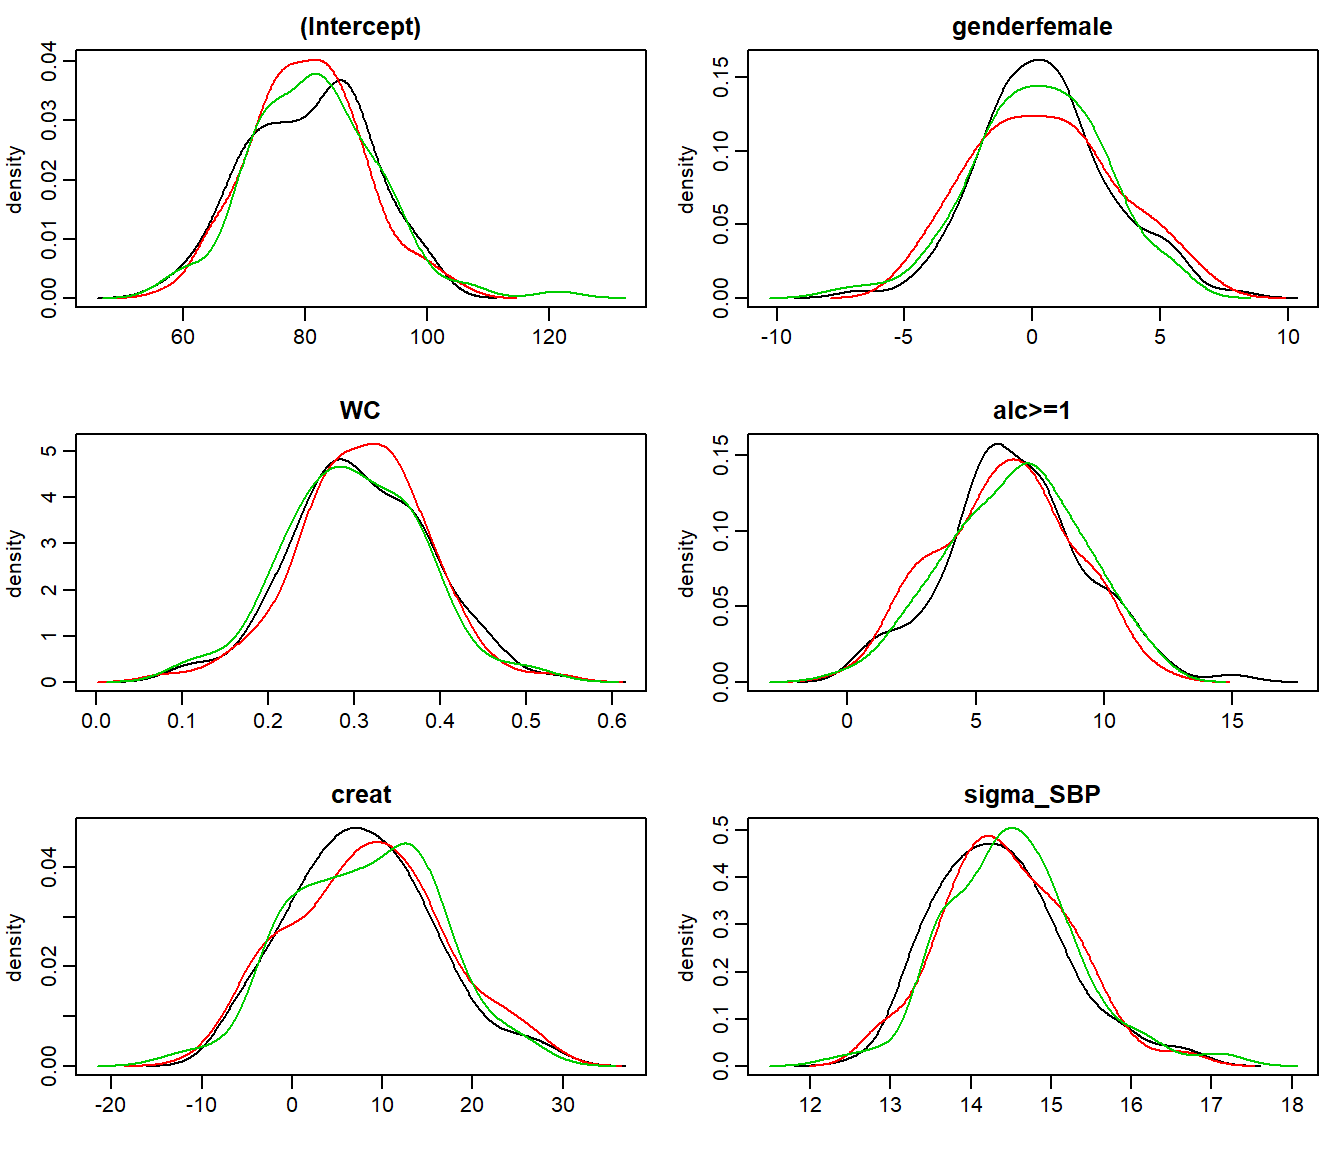 (Intercept)
density
0.00 0.01 0.02 0.03 0.04
60 80 100 120
genderfemale
density
0.00 0.05 0.10 0.15
-10 -5 0 5 10
WC
density
0 1 2 3 4 5
0.0 0.1 0.2 0.3 0.4 0.5 0.6
alc>=1
density
0.00 0.05 0.10 0.15
0 5 10 15
creat
density
0.00 0.02 0.04
-20 -10 0 10 20 30
sigma_SBP
density
0.0 0.1 0.2 0.3 0.4 0.5
12 13 14 15 16 17 18